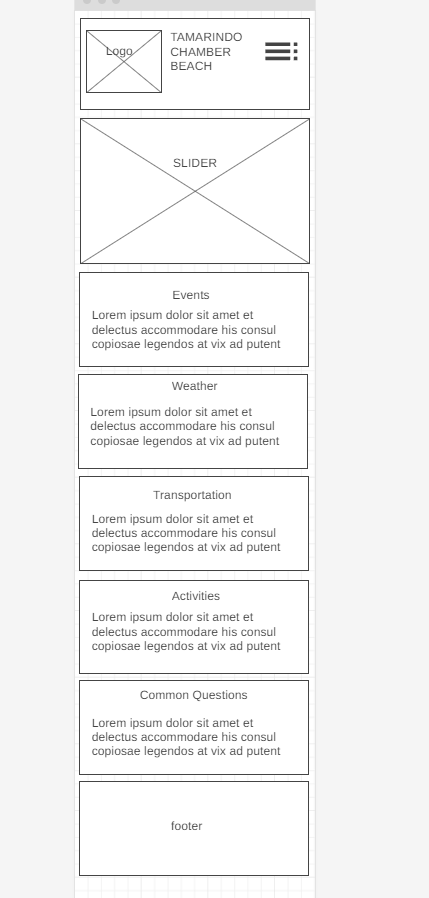 Logo
TAMARINDO
CHAMBER
BEACH
SLIDER
Events
Lorem ipsum dolor sit amet et
delectus accommodare his consul
copiosae legendos at vix ad putent
Weather
Lorem ipsum dolor sit amet et
delectus accommodare his consul
copiosae legendos at vix ad putent
Transportation
Lorem ipsum dolor sit amet et
delectus accommodare his consul
copiosae legendos at vix ad putent
Activities
Lorem ipsum dolor sit amet et
delectus accommodare his consul
copiosae legendos at vix ad putent
Common Questions
Lorem ipsum dolor sit amet et
delectus accommodare his consul
copiosae legendos at vix ad putent
footer